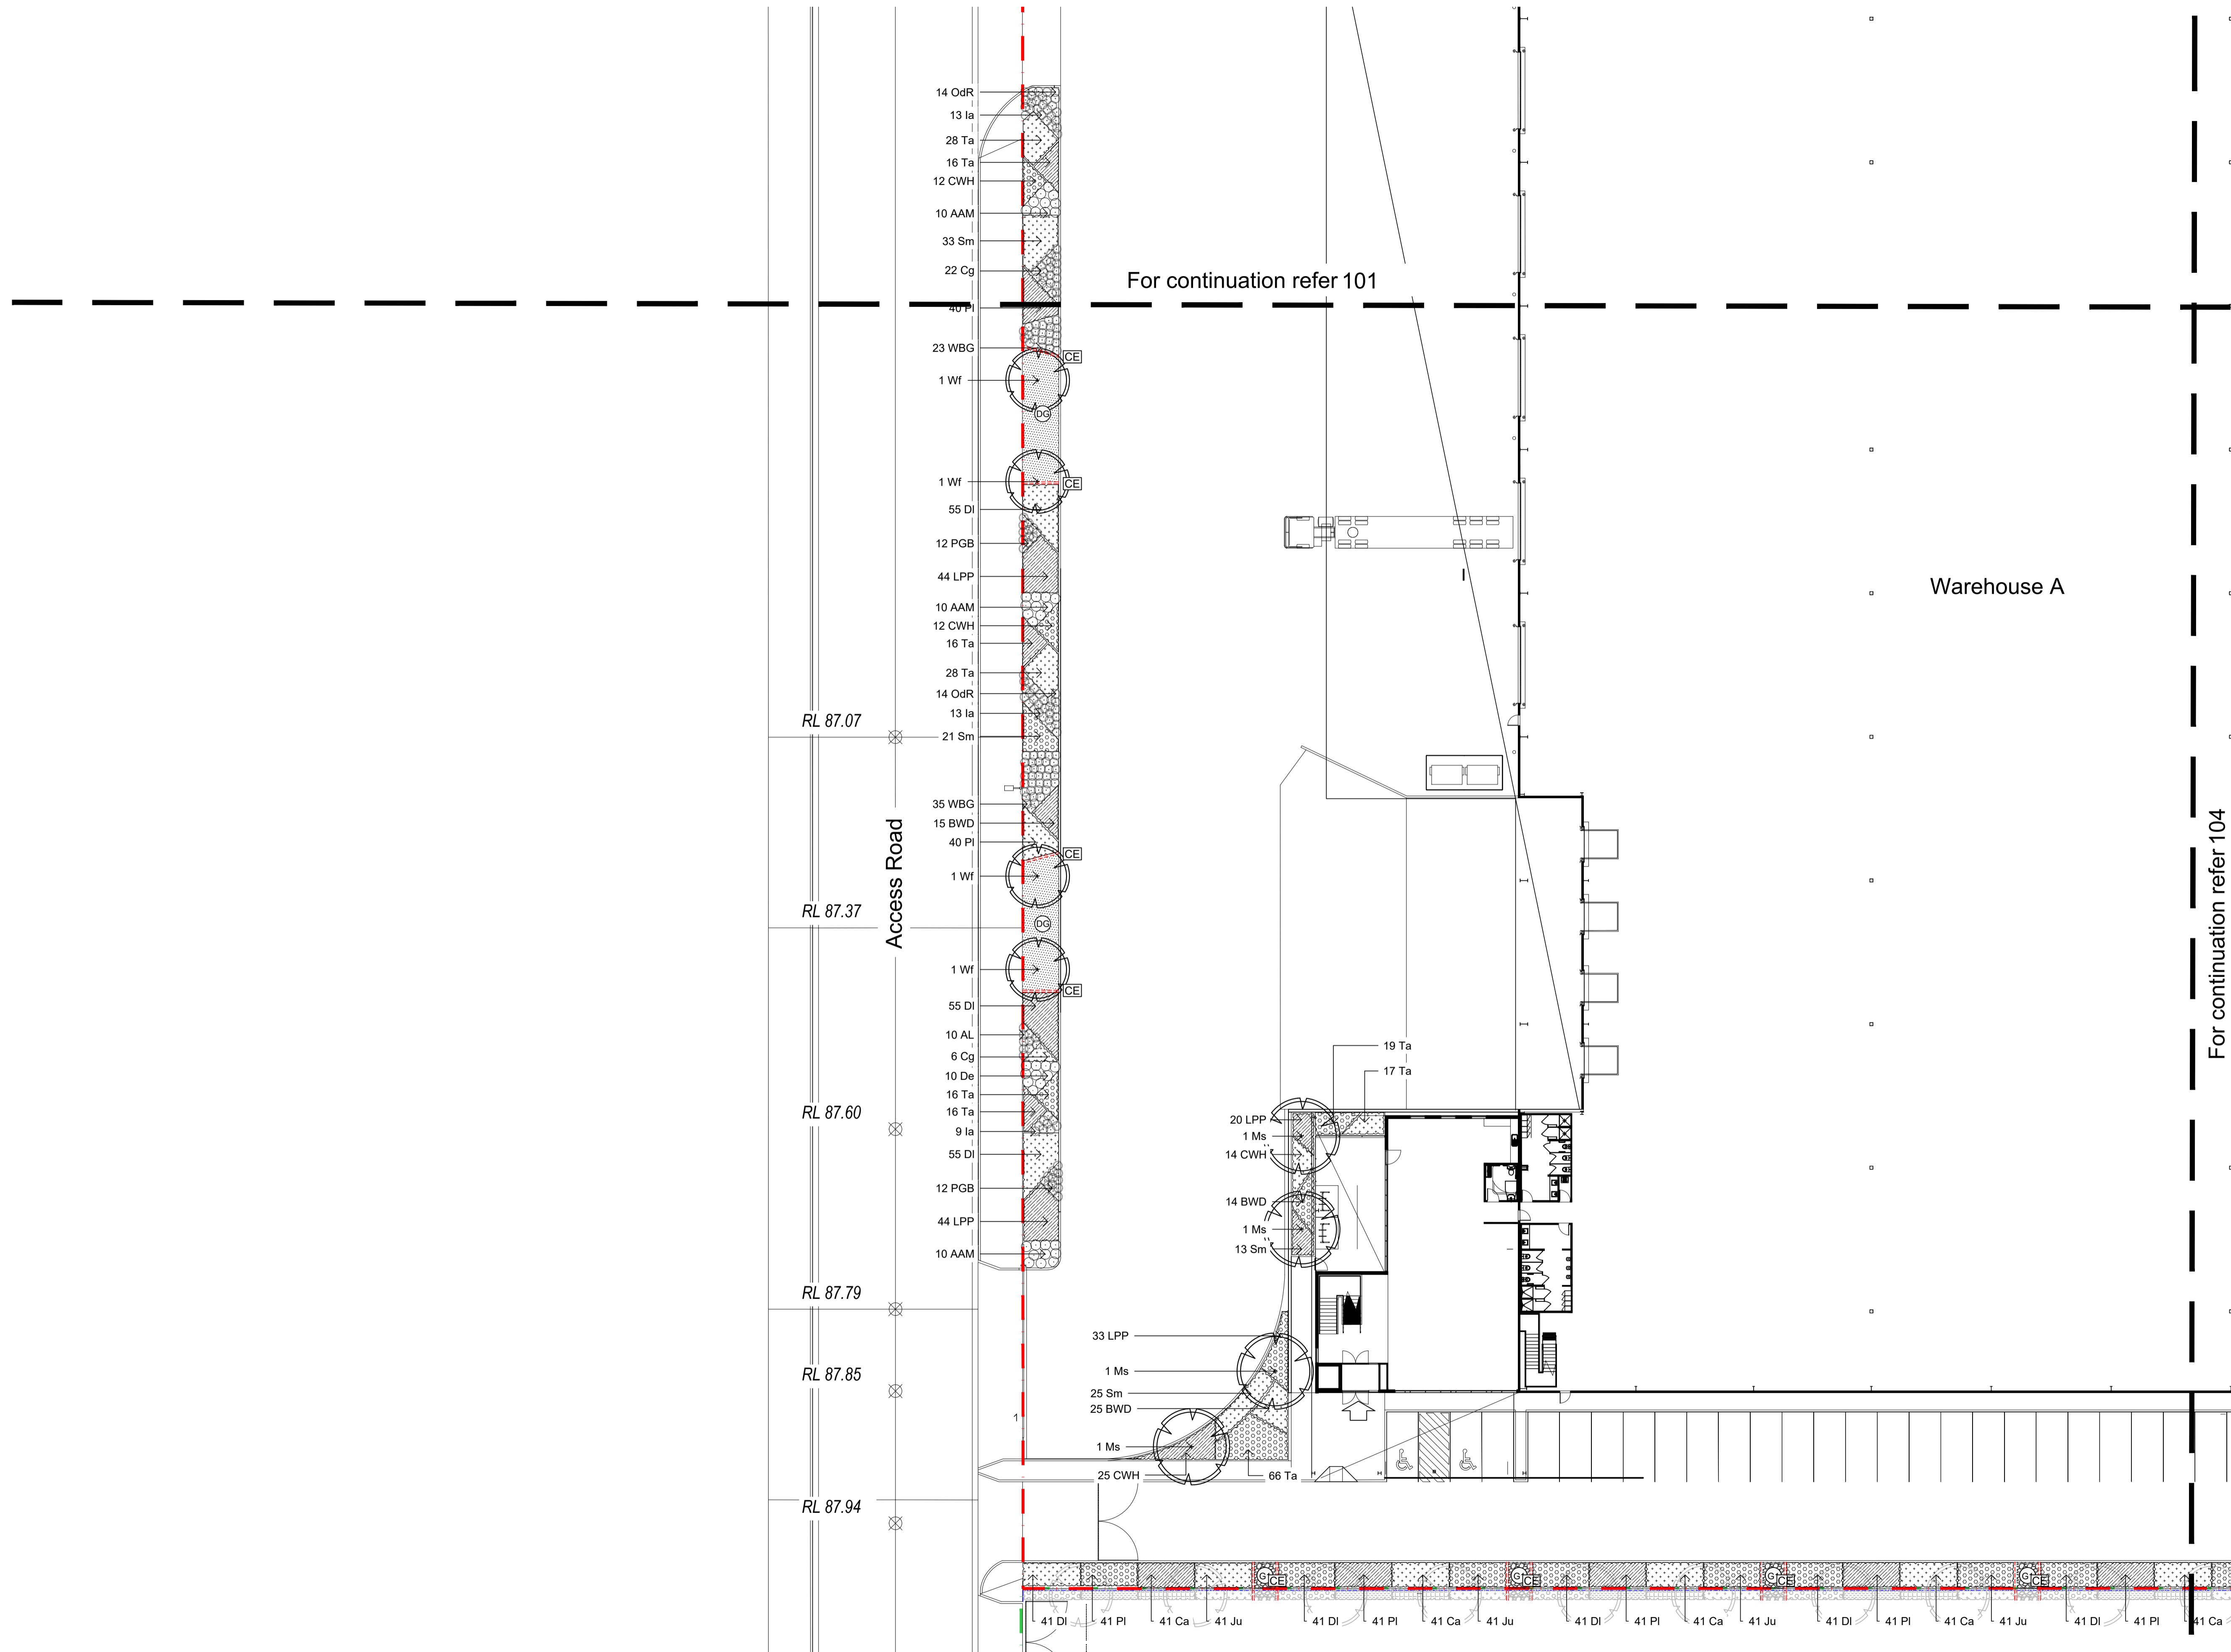 14 OdR
13 Ia
28 Ta
16 Ta
12 CWH
10 AAM
33 Sm
22 Cg
For continuation refer 101
40 Pl
23 WBG
CE
1 Wf
DG
1 Wf
CE
55 Dl
12 PGB
44 LPP
Warehouse A
10 AAM
12 CWH
16 Ta
28 Ta
14 OdR
13 Ia
RL 87.07
21 Sm
35 WBG
15 BWD
40 Pl
CE
1 Wf
Access Road
For continuation refer 104
RL 87.37
DG
1 Wf
CE
55 Dl
10 AL
6 Cg
10 De
16 Ta
16 Ta
RL 87.60
9 Ia
55 Dl
12 PGB
44 LPP
10 AAM
19 Ta
17 Ta
20 LPP
1 Ms
14 CWH
14 BWD
1 Ms
13 Sm
RL 87.79
33 LPP
RL 87.85
1 Ms
25 Sm
25 BWD
1
1 Ms
25 CWH
66 Ta
RL 87.94
G CE
G CE
G CE
G CE
41 Dl 41 Pl 41 Ca 41 Ju 41 Dl 41 Pl 41 Ca 41 Ju 41 Dl 41 Pl 41 Ca 41 Ju 41 Dl 41 Pl 41 Ca 41 Ju 41 Dl 41 Pl 41 Ca